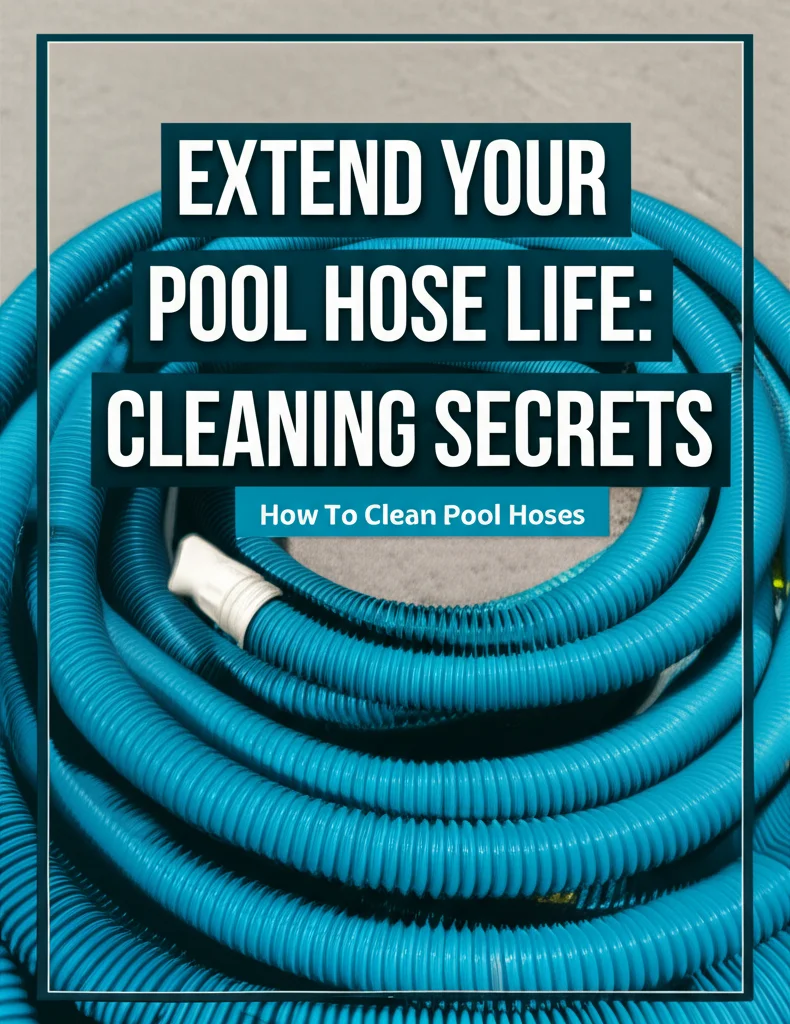 EXTEND YOUR
POOL HOSE LIFE:
CLEANING SECRETS
How To Clean Pool Hoses